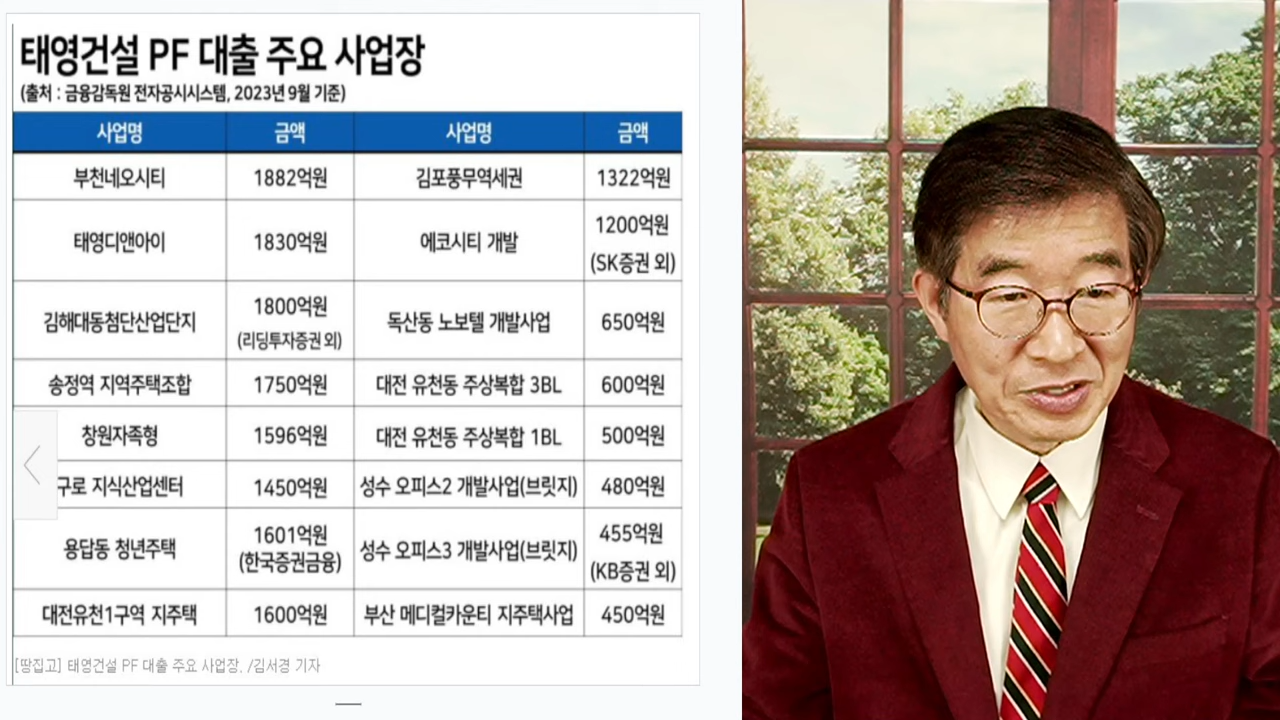 태영건설 PF 대출 주요 사업장
(출처 : 금융감독원 전자공시시스템, 2023년 9월 기준)
사업명 금액 사업명 금액
부천네오시티 1882억원 김포풍무역세권 1322억원
태영디앤아이 1830억원 에코시티 개발 1200억원
(SK증권 외)
김해대동첨단산업단지 1800억원
(리딩투자증권 외) 독산동 노보텔 개발사업 650억원
송정역 지역주택조합 1750억원 대전 유천동 주상복합 3BL 600억원
창원자족형 1596억원 대전 유천동 주상복합 1BL 500억원
구로 지식산업센터 1450억원 성수 오피스2 개발사업(브릿지) 480억원
용답동 청년주택 1601억원
(한국증권금융) 성수 오피스3 개발사업(브릿지) 455억원
(KB증권 외)
대전유천1구역 지주택 1600억원 부산 메디컬카운티 지주택사업 450억원
[땅집고] 태영건설 PF 대출 주요 사업장. /김서경 기자